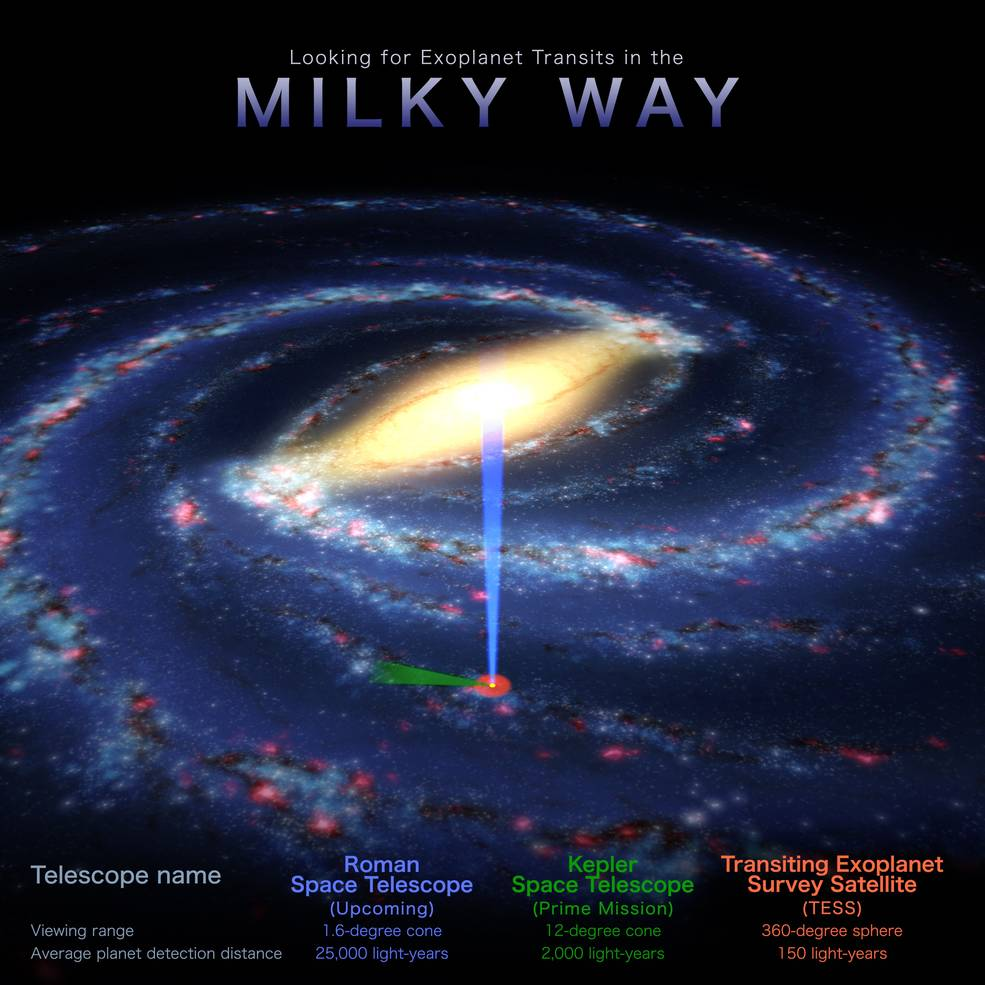 Looking for Exoplanet Transits in the
MILKY WAY
Telescope name
Roman
Space Telescope
(Upcoming)
Kepler
Space Telescope
(Prime Mission)
Transiting Exoplanet
Survey Satellite
(TESS)
Viewing range 1.6-degree cone 12-degree cone 360-degree sphere
Average planet detection distance 25,000 light-years 2,000 light-years 150 light-years